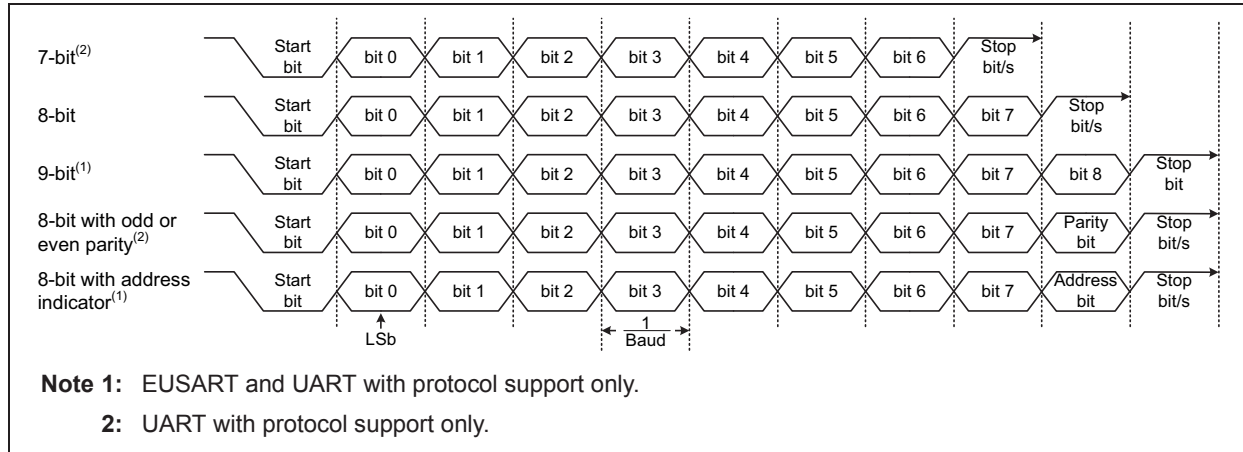 7-bit(2) Start bit bit 0 bit 1 bit 2 bit 3 bit 4 bit 5 bit 6 Stop bit/s
8-bit Start bit bit 0 bit 1 bit 2 bit 3 bit 4 bit 5 bit 6 bit 7 Stop bit/s
9-bit(1) Start bit bit 0 bit 1 bit 2 bit 3 bit 4 bit 5 bit 6 bit 7 bit 8 Stop bit
8-bit with odd or even parity(2) Start bit bit 0 bit 1 bit 2 bit 3 bit 4 bit 5 bit 6 bit 7 Parity bit Stop bit/s
8-bit with address indicator(1) Start bit bit 0 bit 1 bit 2 bit 3 bit 4 bit 5 bit 6 bit 7 Address bit Stop bit/s
LSb
1
Baud
Note 1: EUSART and UART with protocol support only.
2: UART with protocol support only.